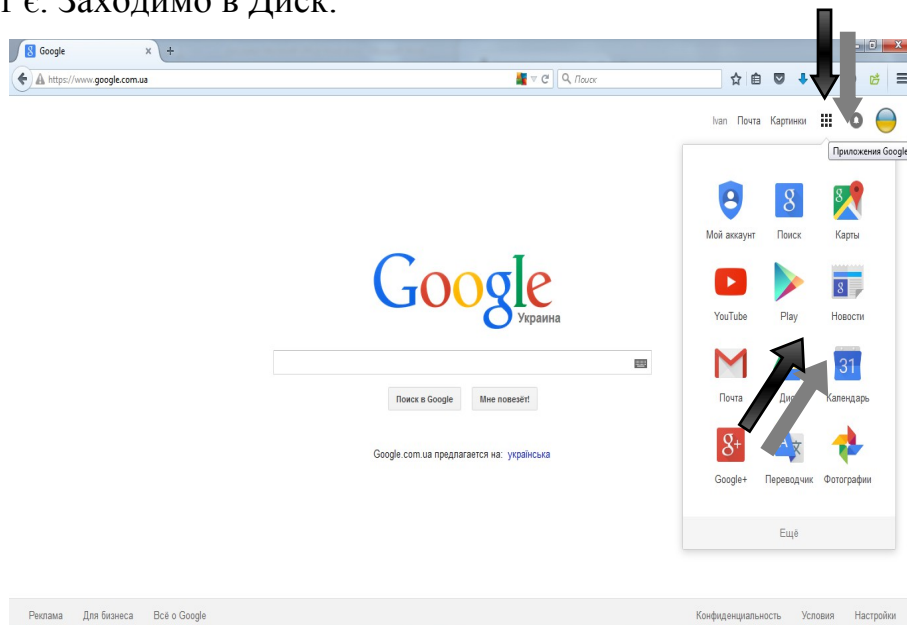 є. Заходимо в Диск.
Google
https://www.google.com.ua
Поиск
Ivan Почта Картинки
Приложения Google
Мой аккаунт Поиск Карты
YouTube Play Новости
31
Почта Календарь
Google+ Переводчик Фотографии
Ещё
Google
Украина
Поиск в Google Мне повезёт!
Google.com.ua предлагается на: українська
Реклама Для бизнеса Всё о Google
Конфиденциальность Условия Настройки